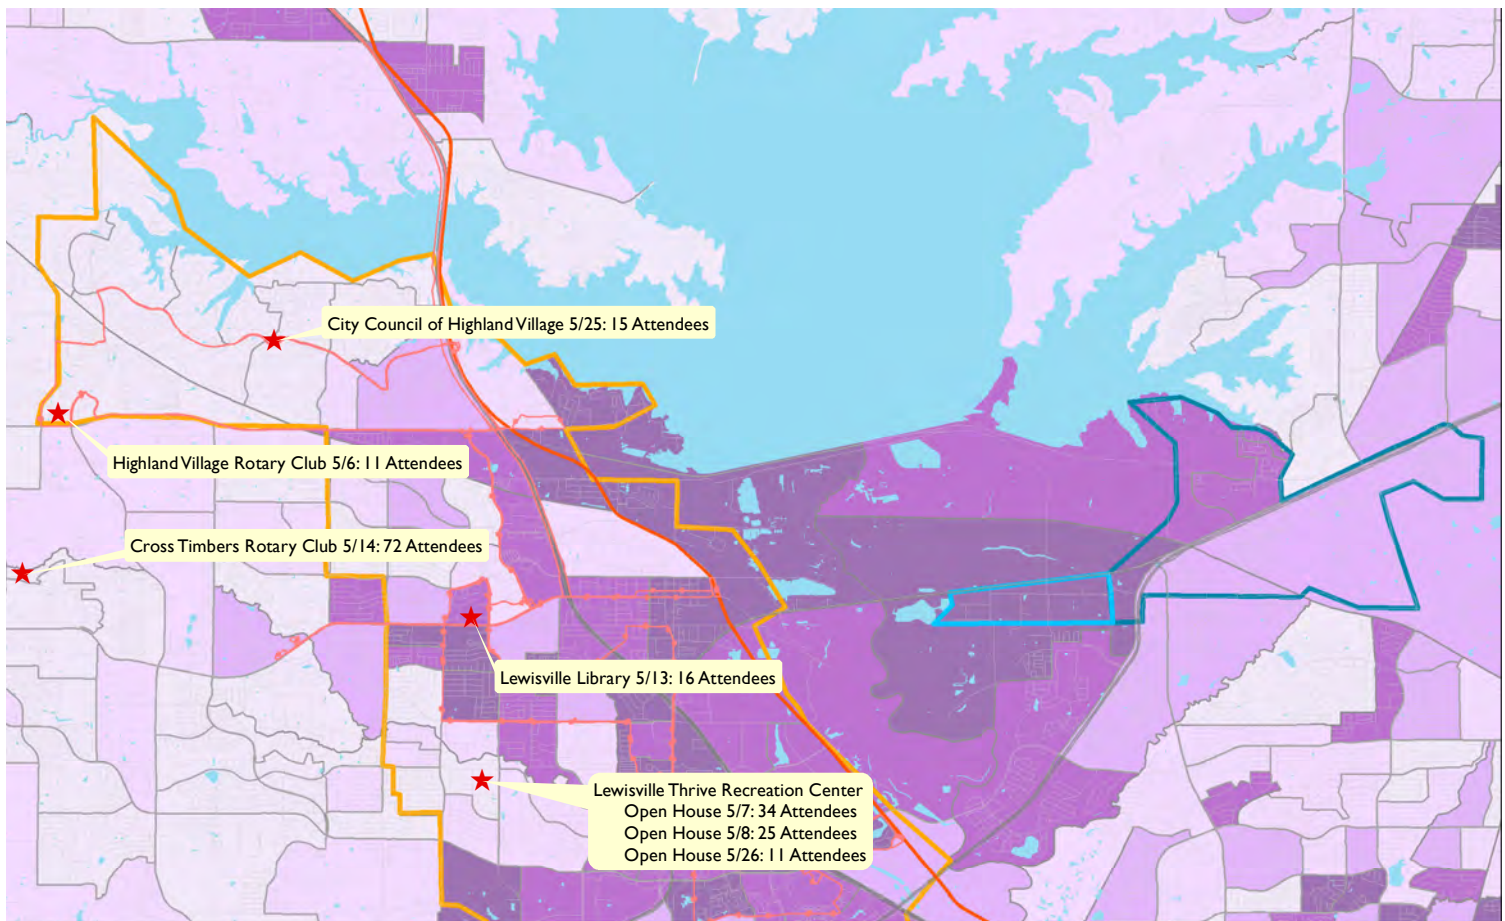 City Council of Highland Village 5/25: 15 Attendees
Highland Village Rotary Club 5/6: 11 Attendees
Cross Timbers Rotary Club 5/14: 72 Attendees
Lewisville Library 5/13: 16 Attendees
Lewisville Thrive Recreation Center
Open House 5/7: 34 Attendees
Open House 5/8: 25 Attendees
Open House 5/26: 11 Attendees